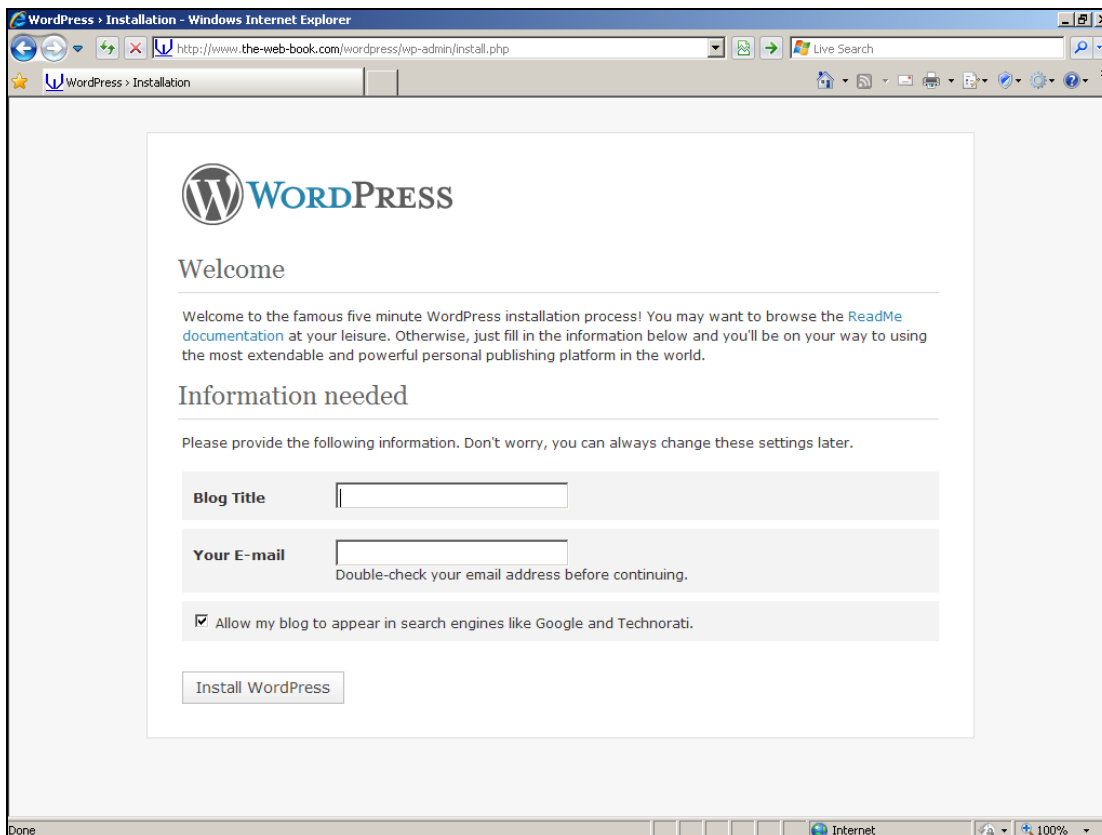 WordPress › Installation - Windows Internet Explorer
http://www.the-web-book.com/wordpress/wp-admin/install.php
Live Search
WordPress › Installation
WORDPRESS
Welcome
Welcome to the famous five minute WordPress installation process! You may want to browse the ReadMe
documentation at your leisure. Otherwise, just fill in the information below and you'll be on your way to using
the most extendable and powerful personal publishing platform in the world.
Information needed
Please provide the following information. Don't worry, you can always change these settings later.
Blog Title
Your E-mail
Double-check your email address before continuing.
Allow my blog to appear in search engines like Google and Technorati.
Install WordPress
Done
Internet
100%